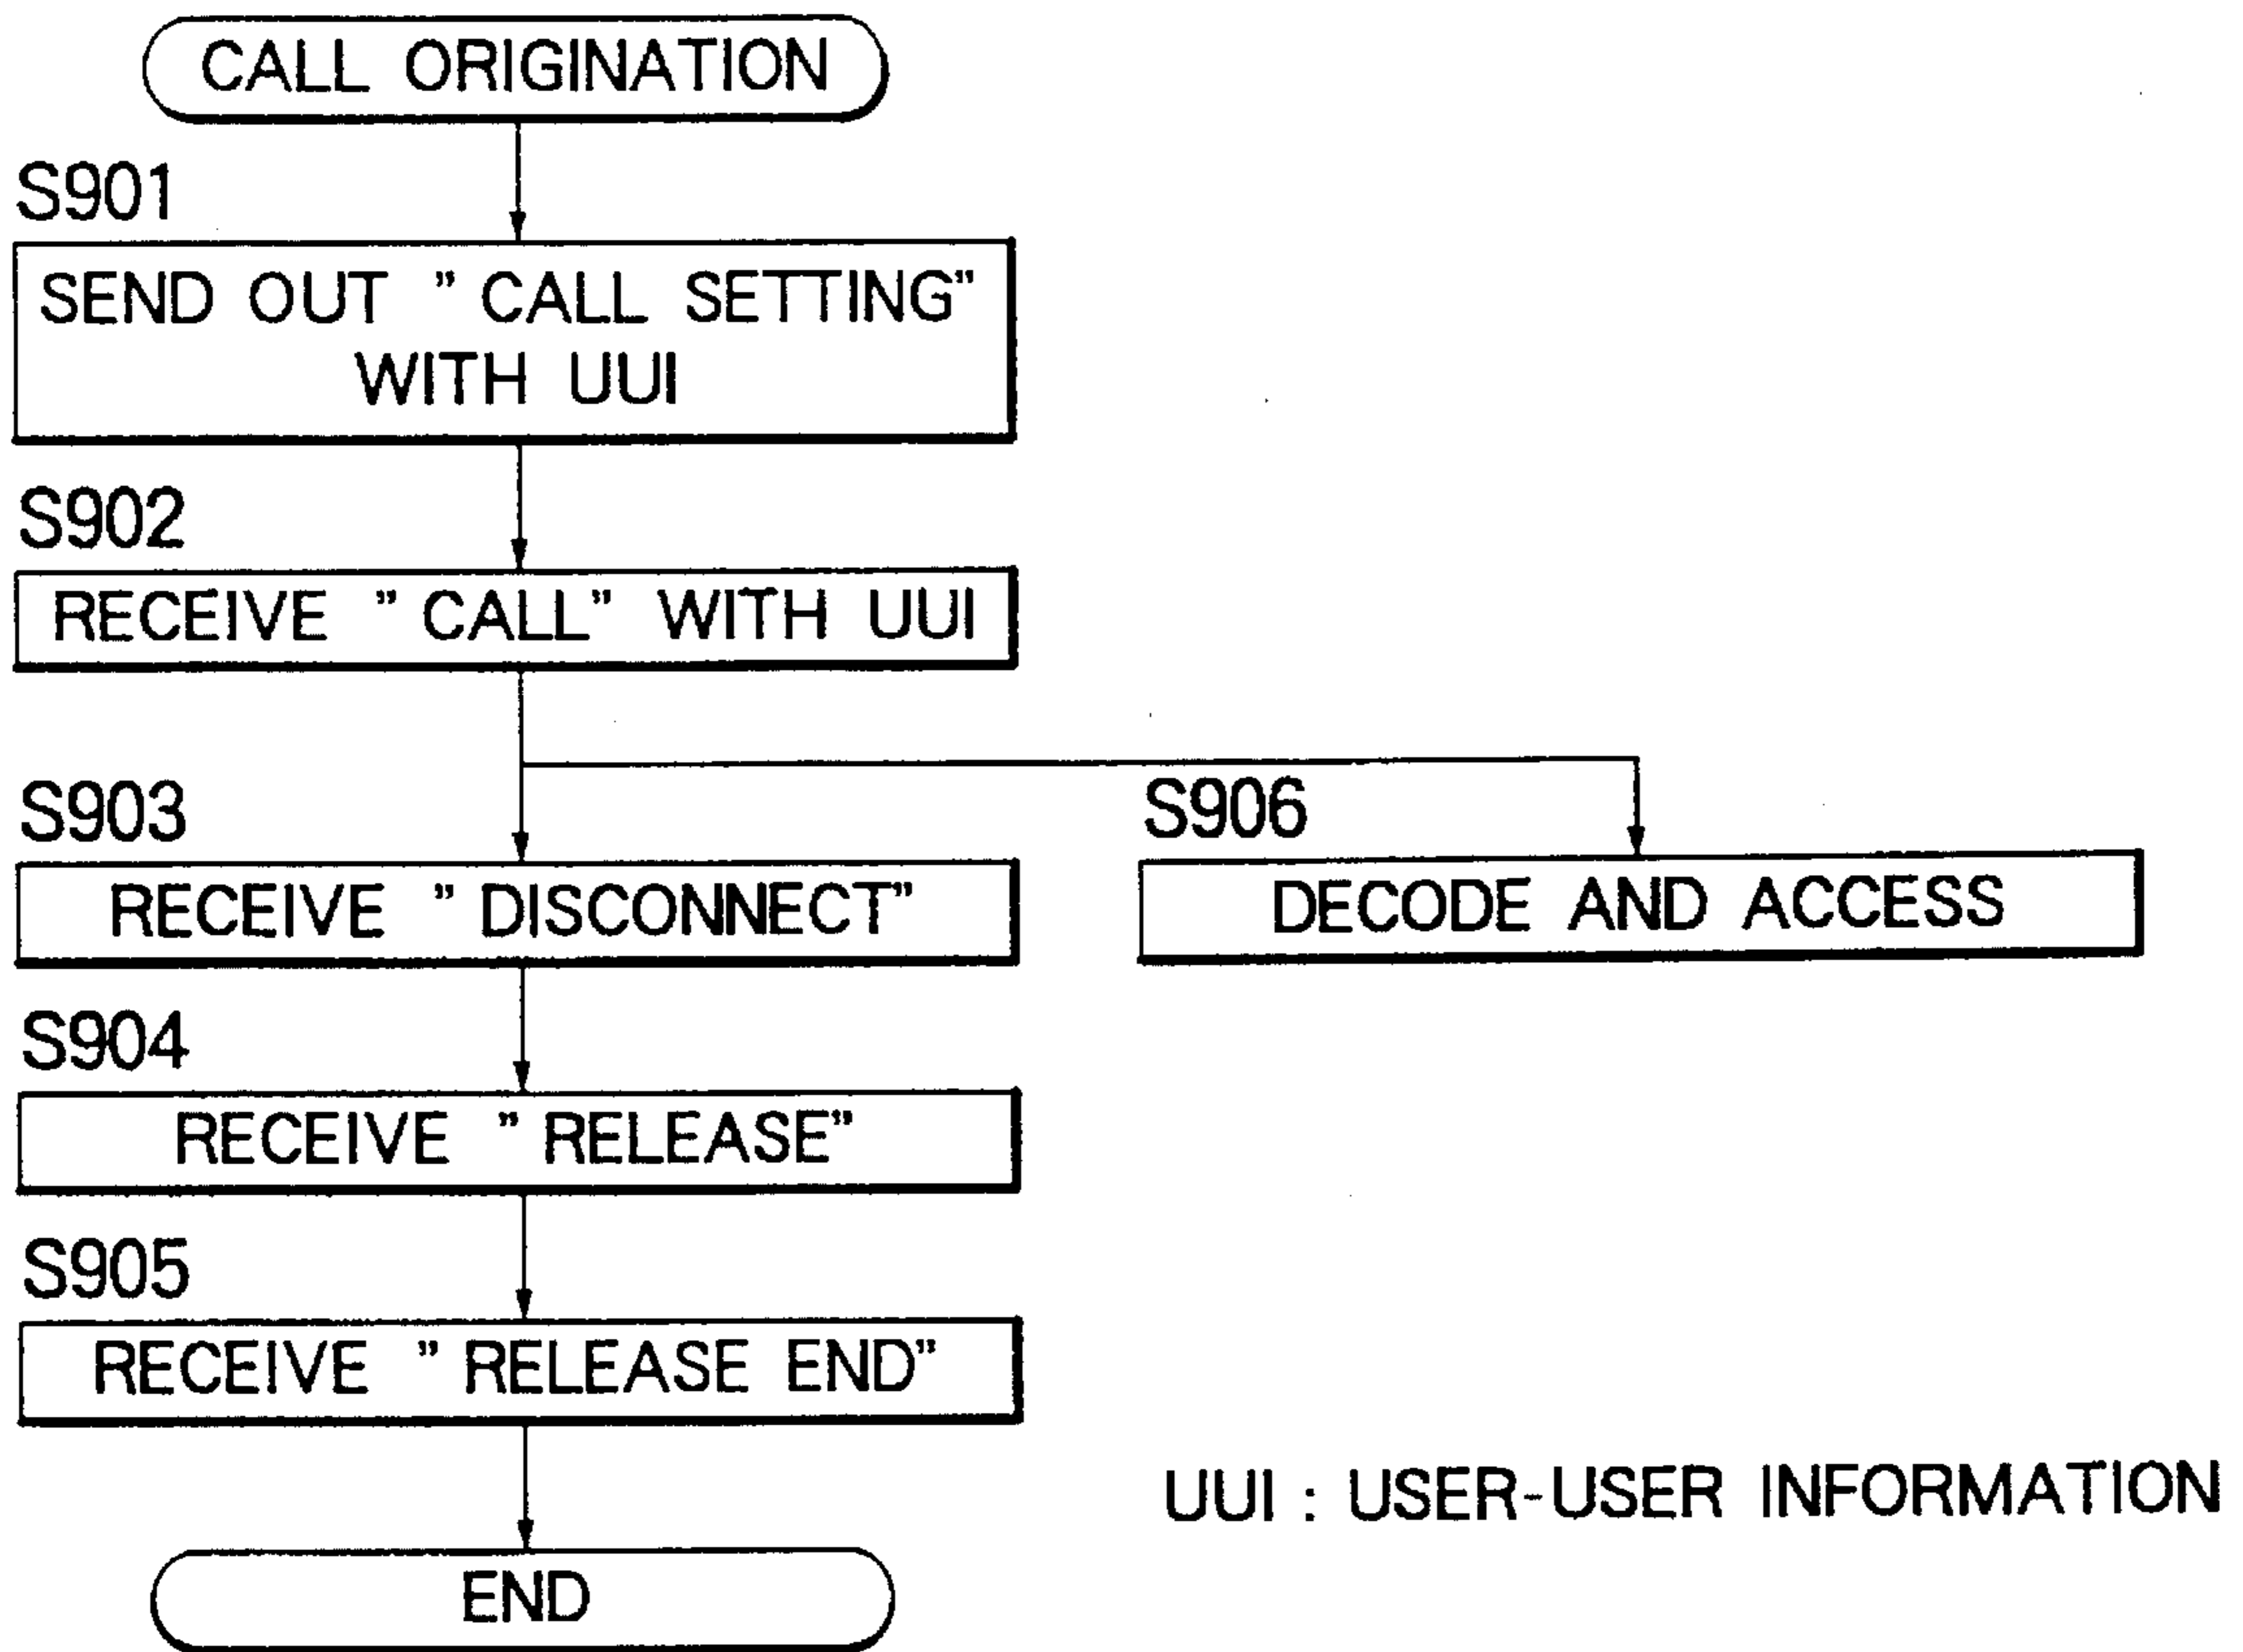 CALL ORIGINATION
S901
SEND OUT ” CALL SETTING”
WITH UUI
S902
RECEIVE ” CALL” WITH UUI
S903
RECEIVE ” DISCONNECT”
S906
DECODE AND ACCESS
S904
RECEIVE ” RELEASE”
S905
RECEIVE ” RELEASE END”
UUI : USER-USER INFORMATION
END